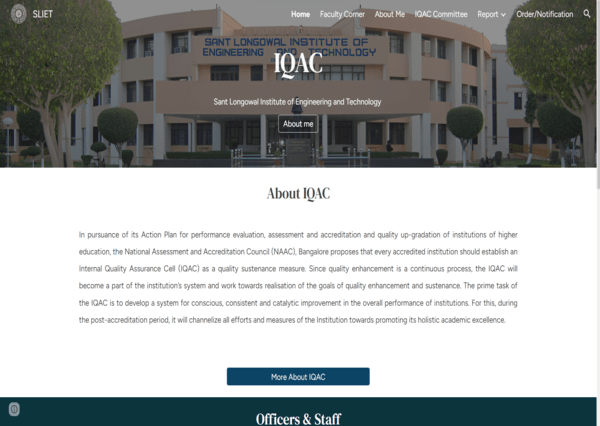 SLIET
Home Faculty Corner About Me IQAC Committee Report Order/Notification
SANT LONGOWAL INSTITUTE OF
ENGINEERING AND TECHNOLOGY
IQAC
Sant Longowal Institute of Engineering and Technology
About me
About IQAC
In pursuance of its Action Plan for performance evaluation, assessment and accreditation and quality up-gradation of institutions of higher
education, the National Assessment and Accreditation Council (NAAC), Bangalore proposes that every accredited institution should establish an
Internal Quality Assurance Cell (IQAC) as a quality sustenance measure. Since quality enhancement is a continuous process, the IQAC will
become a part of the institution's system and work towards realisation of the goals of quality enhancement and sustenance. The prime task of
the IQAC is to develop a system for conscious, consistent and catalytic improvement in the overall performance of institutions. For this, during
the post-accreditation period, it will channelize all efforts and measures of the Institution towards promoting its holistic academic excellence.
More About IQAC
Officers & Staff